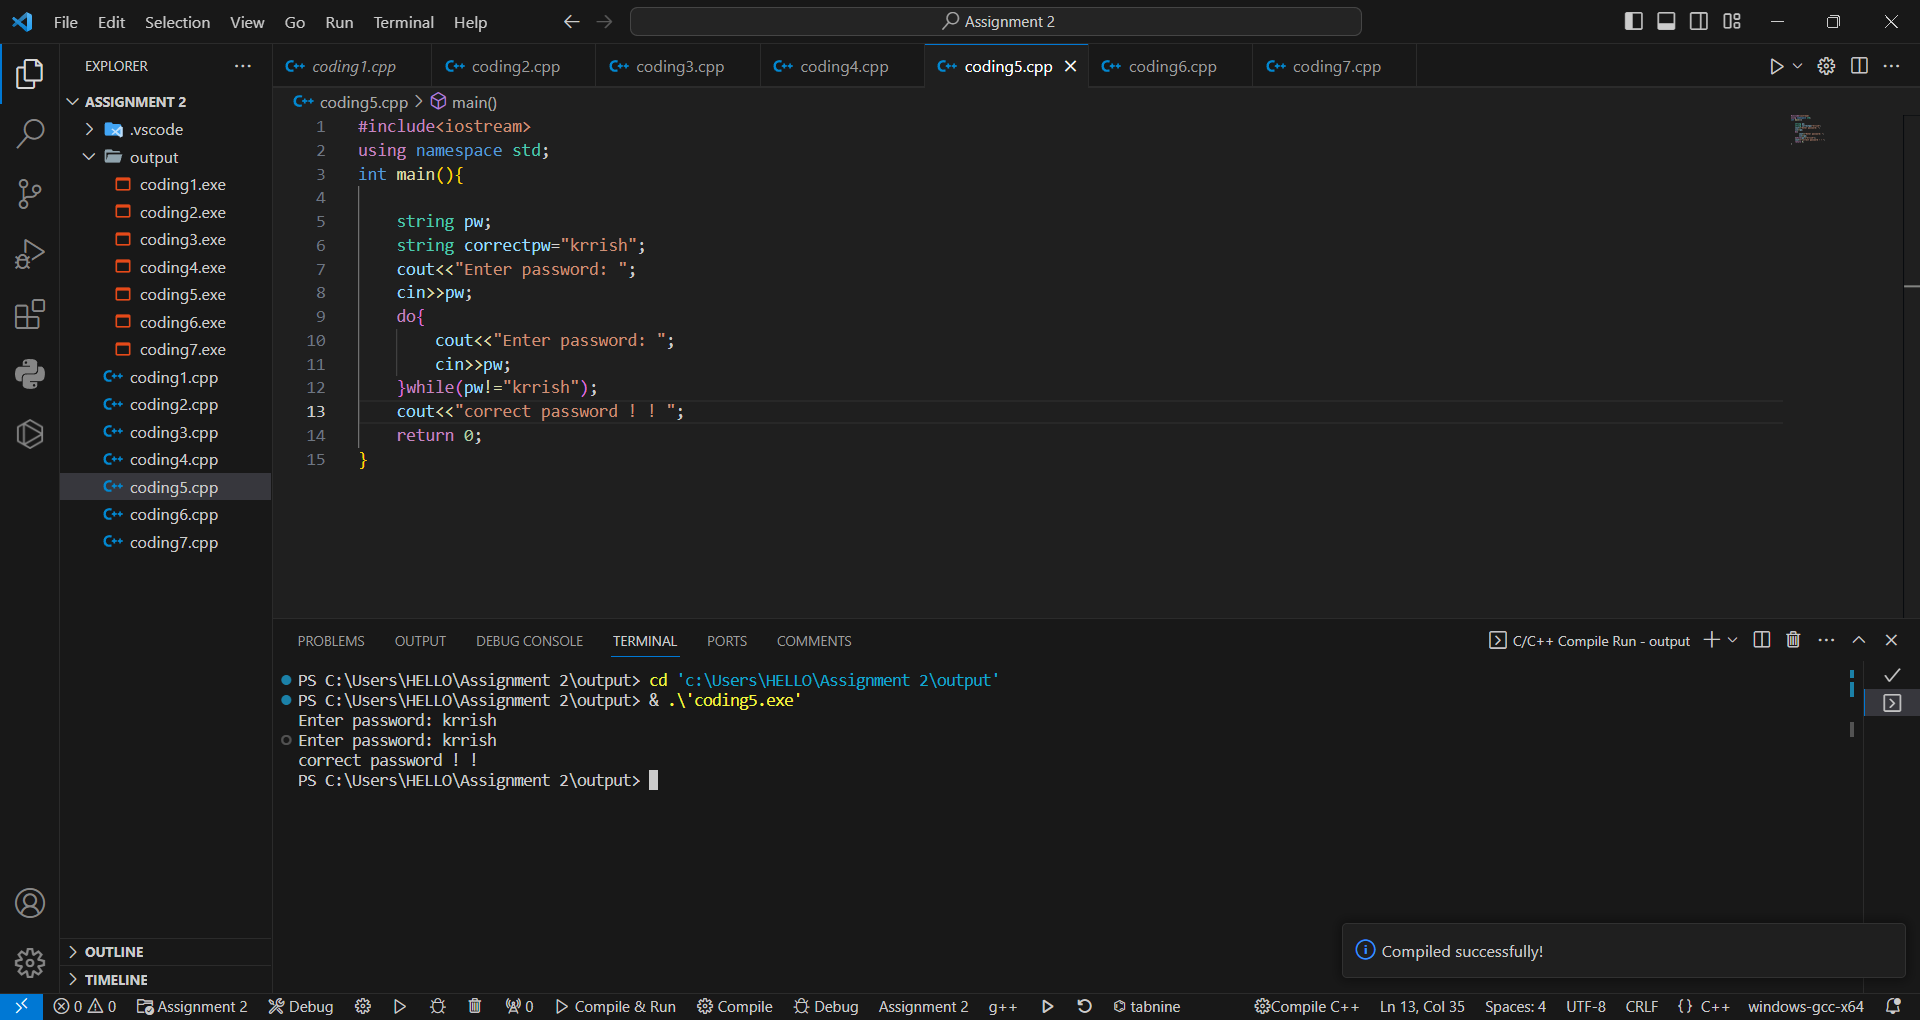 File Edit Selection View Go Run Terminal Help
Assignment 2
EXPLORER
ASSIGNMENT 2
.vscode
output
coding1.exe
coding2.exe
coding3.exe
coding4.exe
coding5.exe
coding6.exe
coding7.exe
coding1.cpp
coding2.cpp
coding3.cpp
coding4.cpp
coding5.cpp
coding6.cpp
coding7.cpp
OUTLINE
TIMELINE
coding1.cpp coding2.cpp coding3.cpp coding4.cpp coding5.cpp coding6.cpp coding7.cpp
coding5.cpp > main()
1 #include<iostream>
2 using namespace std;
3 int main(){
4
5 string pw;
6 string correctpw="krrish";
7 cout<<"Enter password: ";
8 cin>>pw;
9 do{
10 cout<<"Enter password: ";
11 cin>>pw;
12 }while(pw!="krrish");
13 cout<<"correct password ! ! ";
14 return 0;
15 }
PROBLEMS OUTPUT DEBUG CONSOLE TERMINAL PORTS COMMENTS
C/C++ Compile Run - output
PS C:\Users\HELLO\Assignment 2\output> cd 'c:\Users\HELLO\Assignment 2\output'
PS C:\Users\HELLO\Assignment 2\output> & .\'coding5.exe'
Enter password: krrish
Enter password: krrish
correct password ! !
PS C:\Users\HELLO\Assignment 2\output>
Compiled successfully!
0 0 Assignment 2 Debug 0 Compile & Run Compile Debug Assignment 2 g++ tabnine Compile C++ Ln 13, Col 35 Spaces: 4 UTF-8 CRLF {} C++ windows-gcc-x64